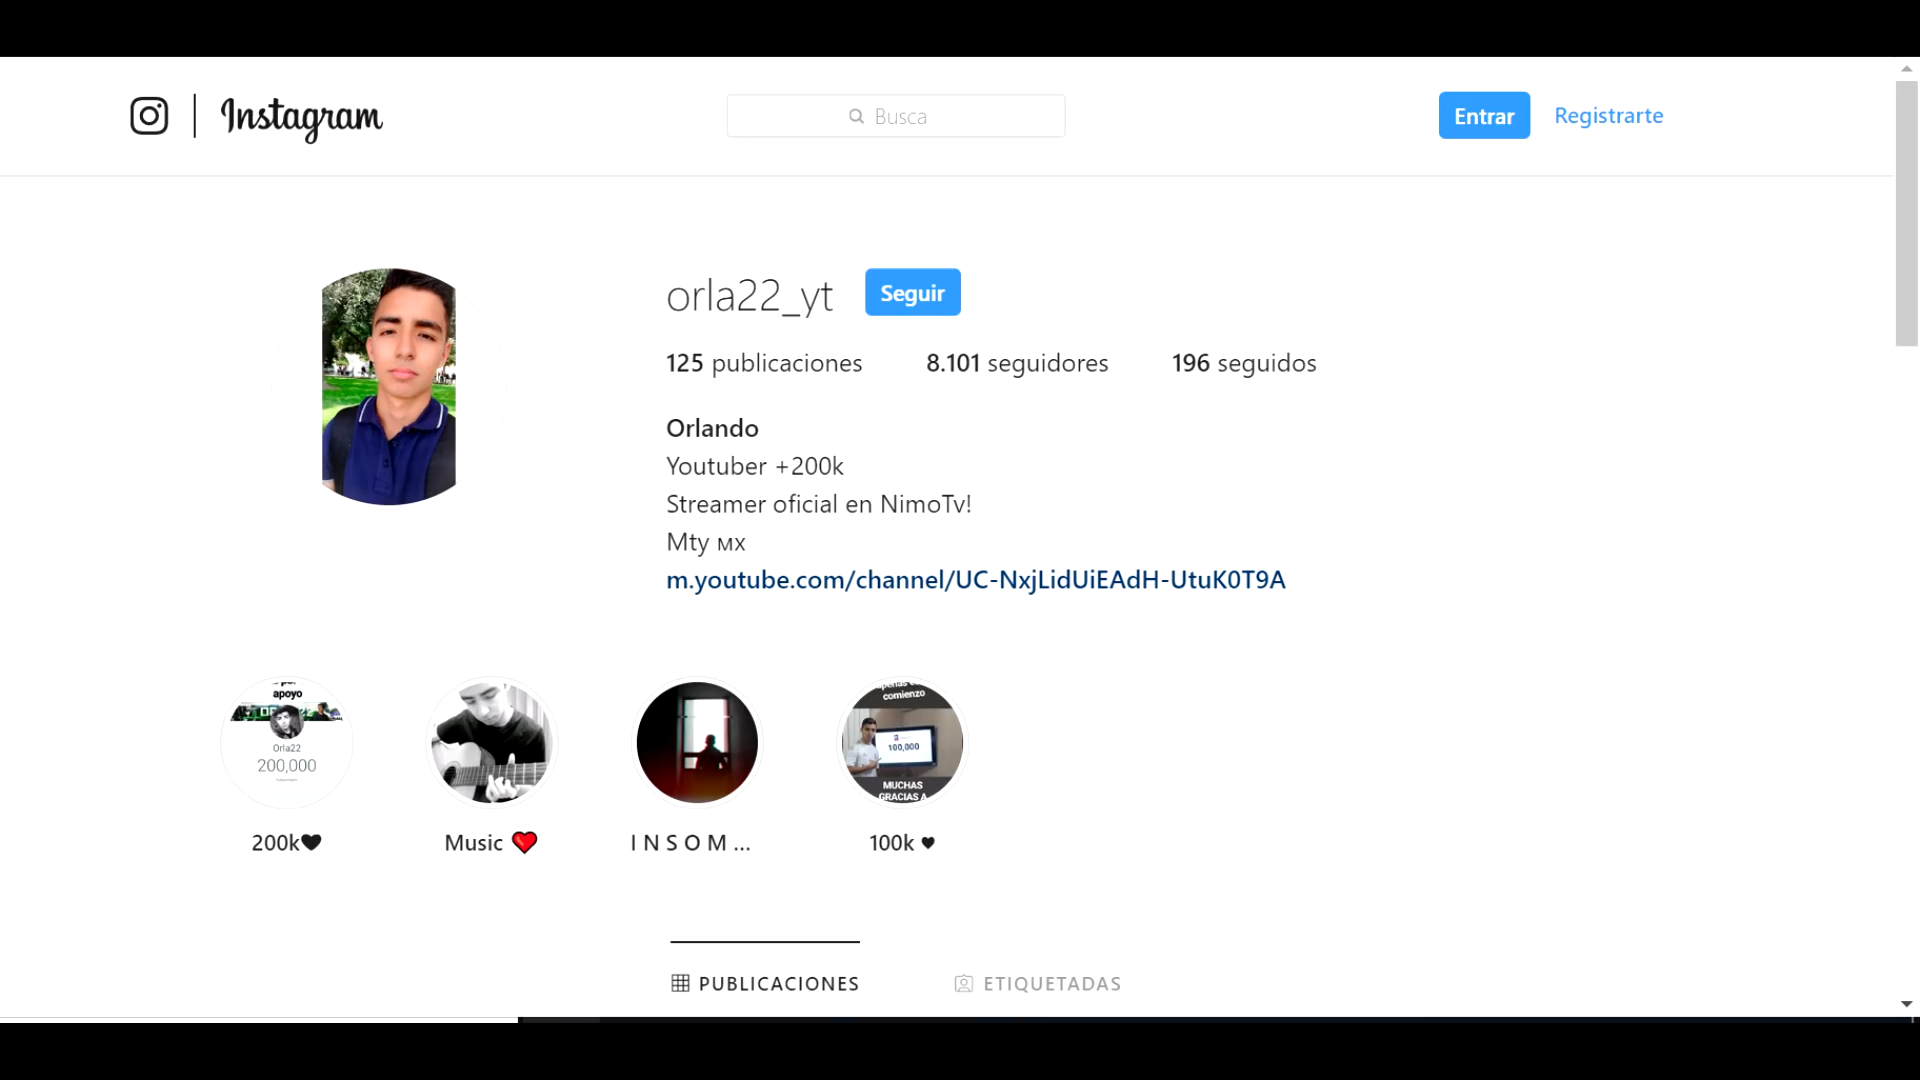 Instagram
Busca
Entrar
Registrarte
orla22_yt
Seguir
125 publicaciones
8.101 seguidores
196 seguidos
Orlando
Youtuber +200k
Streamer oficial en NimoTv!
Mty мx
m.youtube.com/channel/UC-NxjLidUiEAdH-UtuK0T9A
apoyo
Orla22
200,000
comienzo
100,000
MUCHAS
GRACIAS A
200k🖤
Music ❤️
I N S O M ...
100k ♥
PUBLICACIONES
ETIQUETADAS